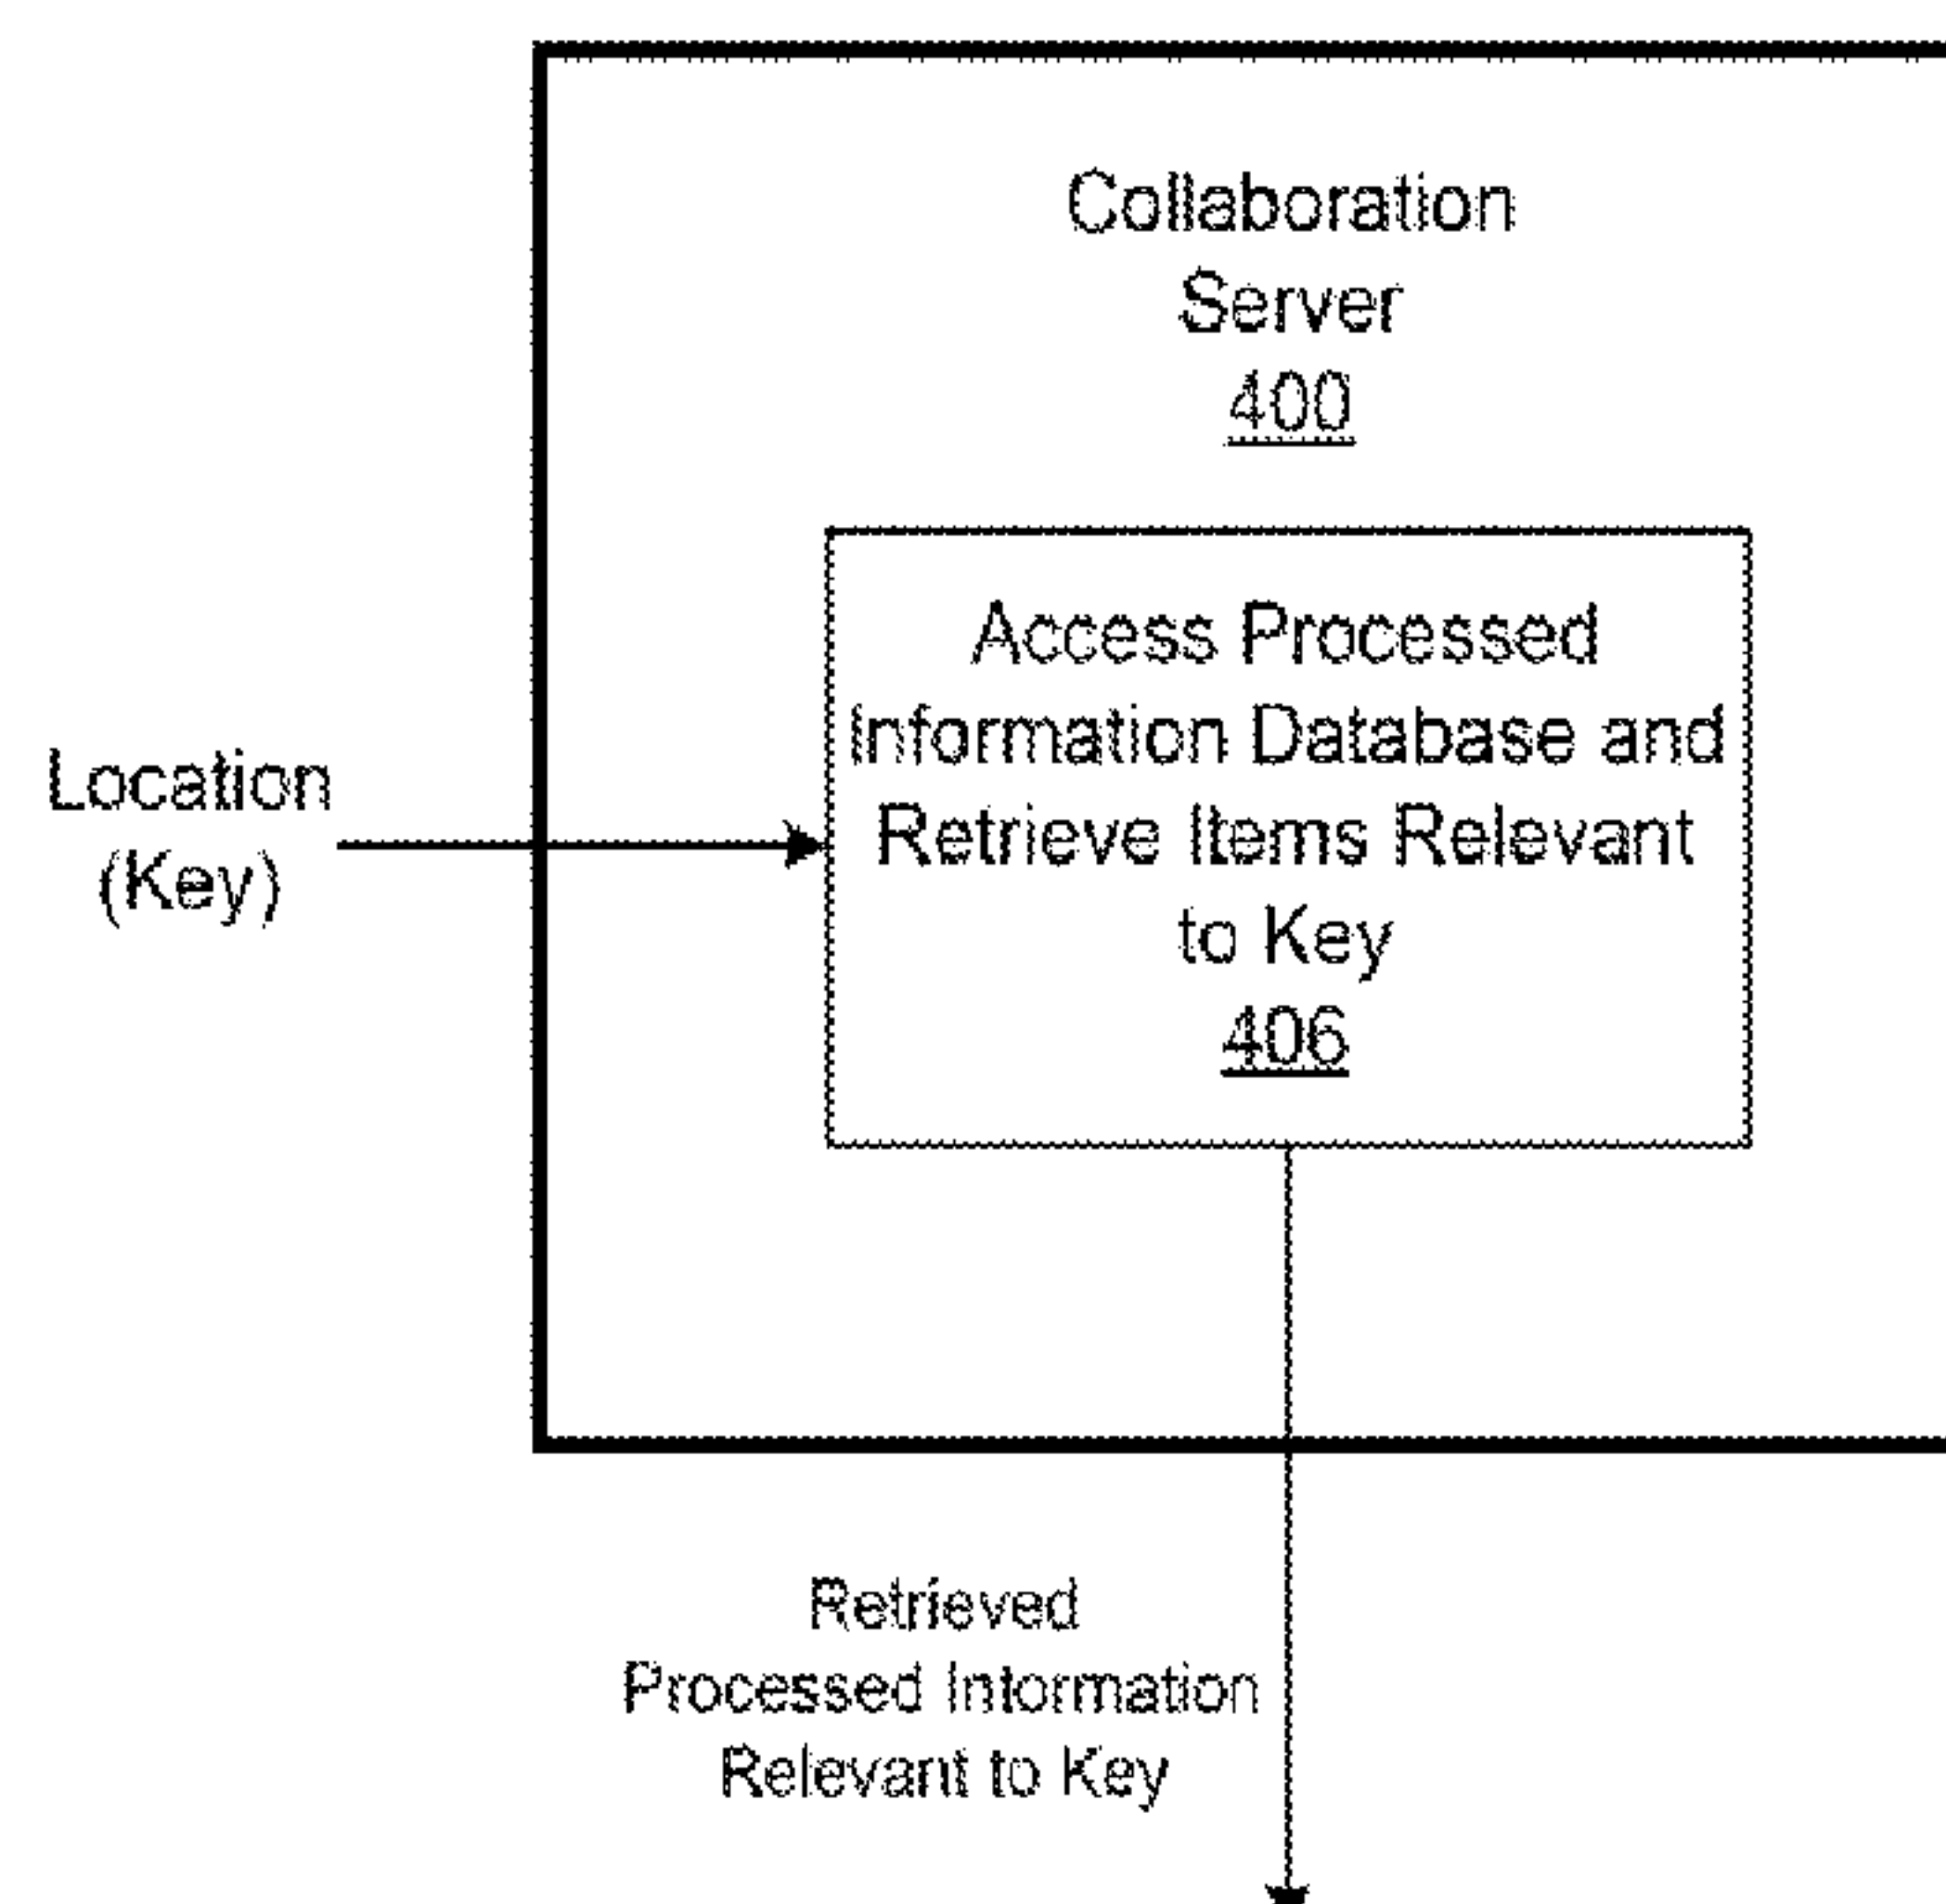 Collaboration
Server
400
Access Processed
Information Database and
Retrieve Items Relevant
to Key
406
Location
(Key)
Retrieved
Processed Information
Relevant to Key